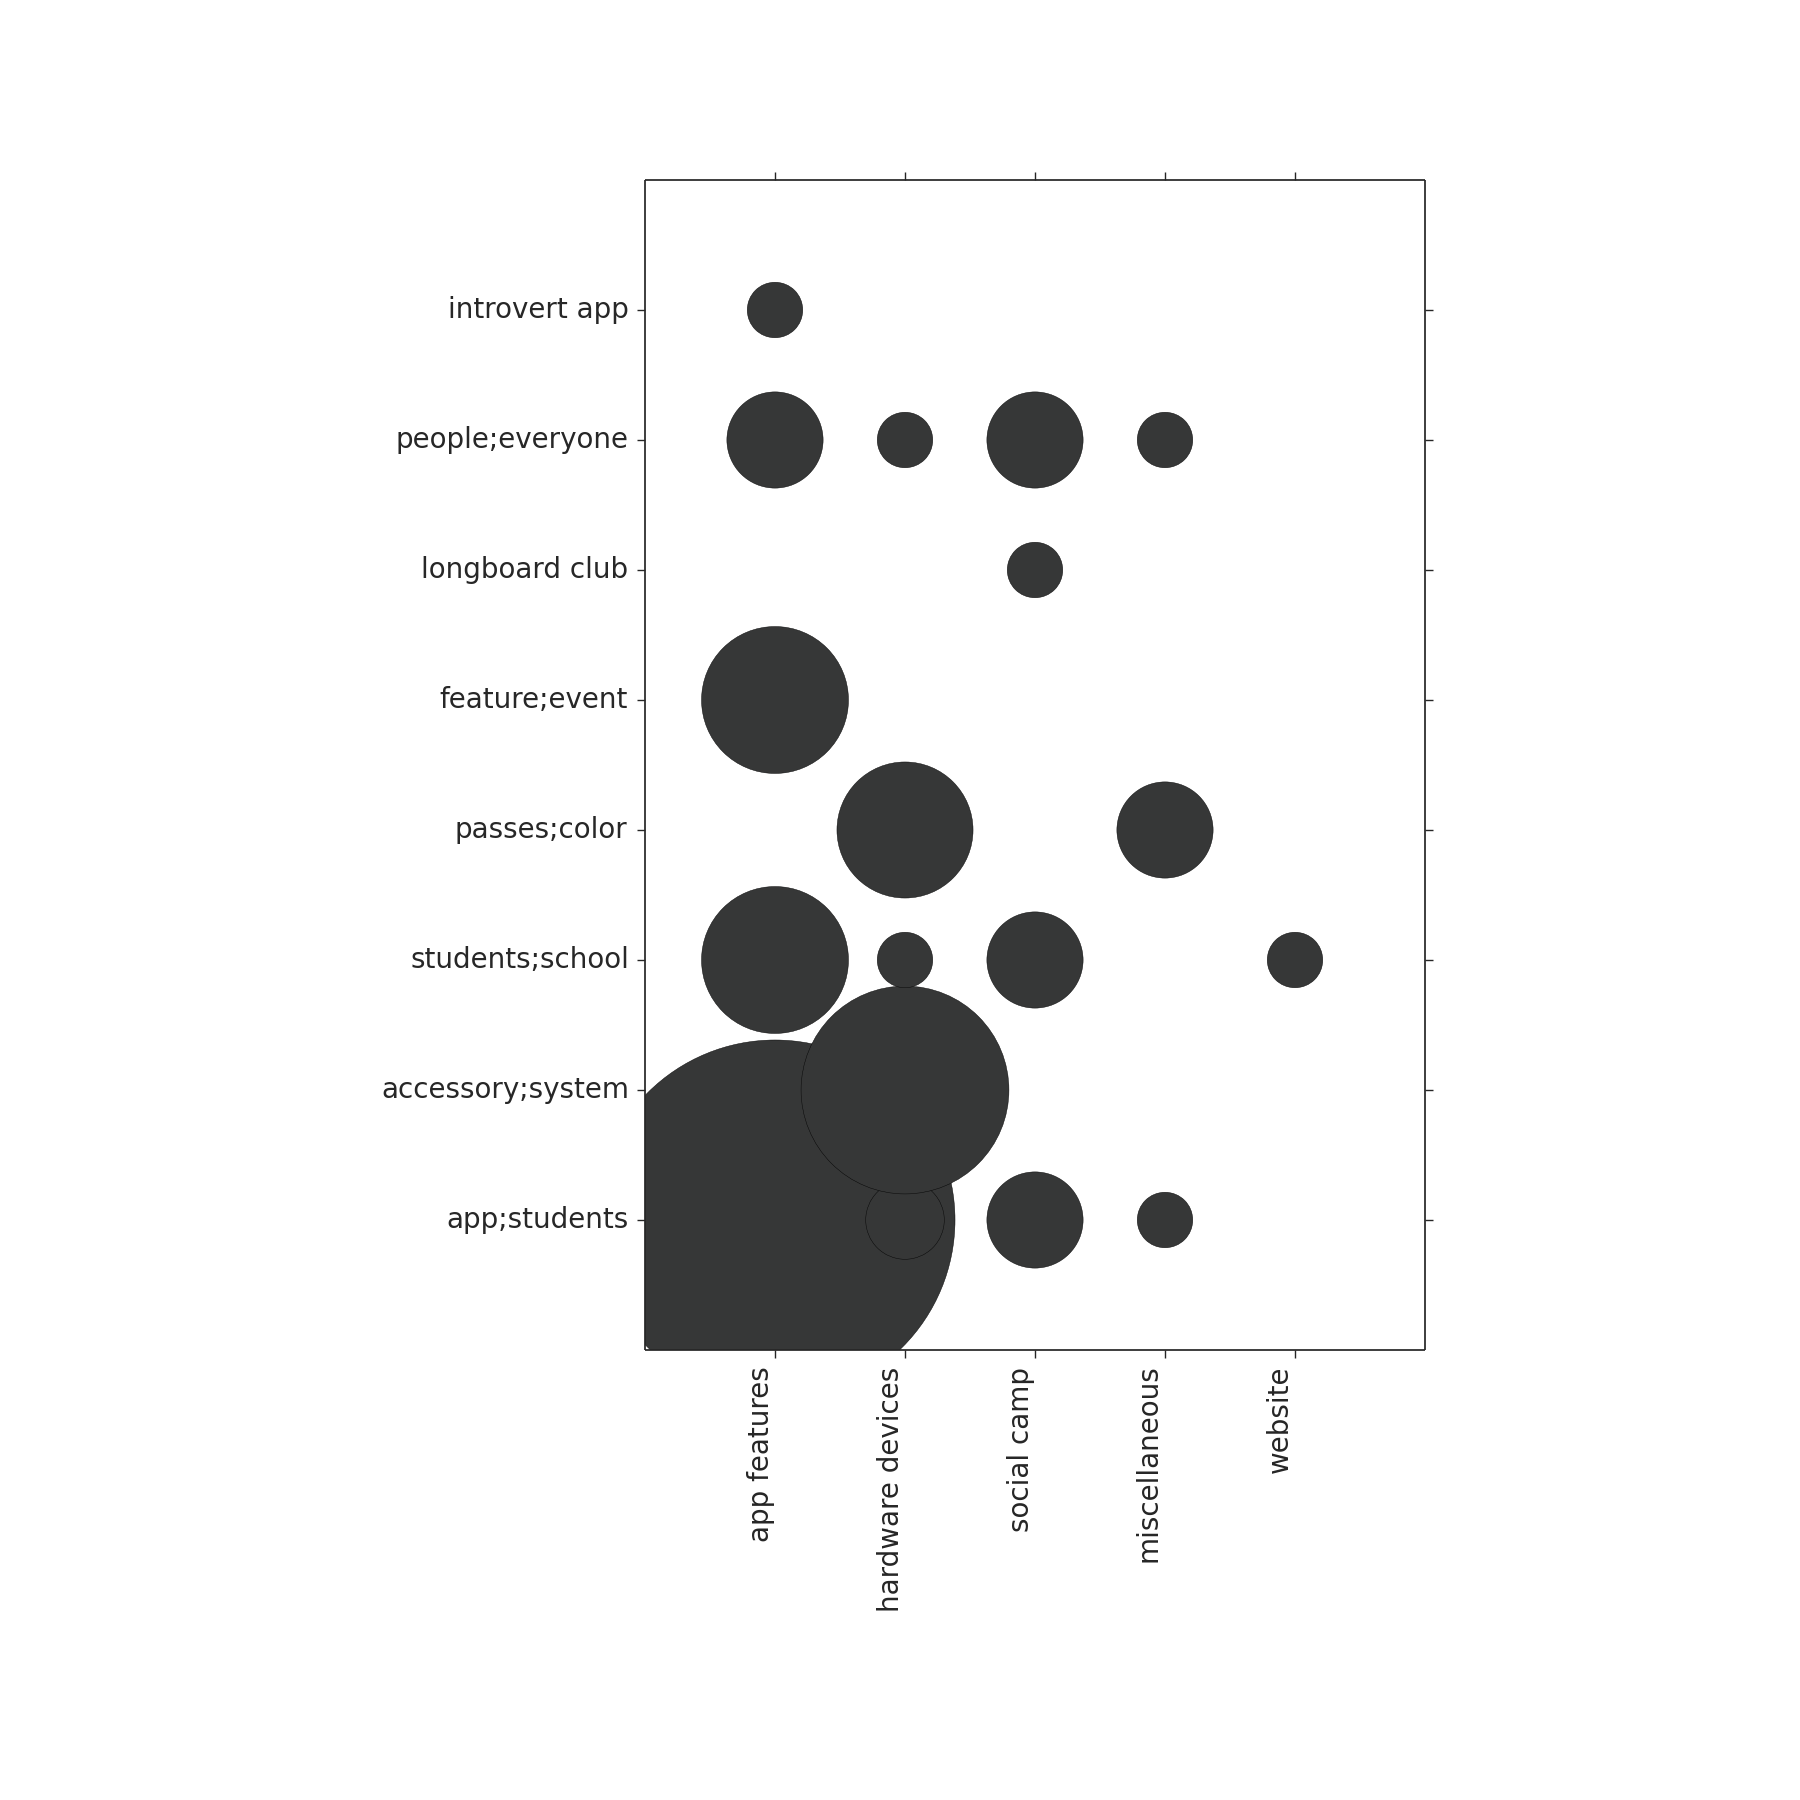 introvert app
people;everyone
longboard club
feature;event
passes;color
students;school
accessory;system
app;students
app features
hardware devices
social camp
miscellaneous
website